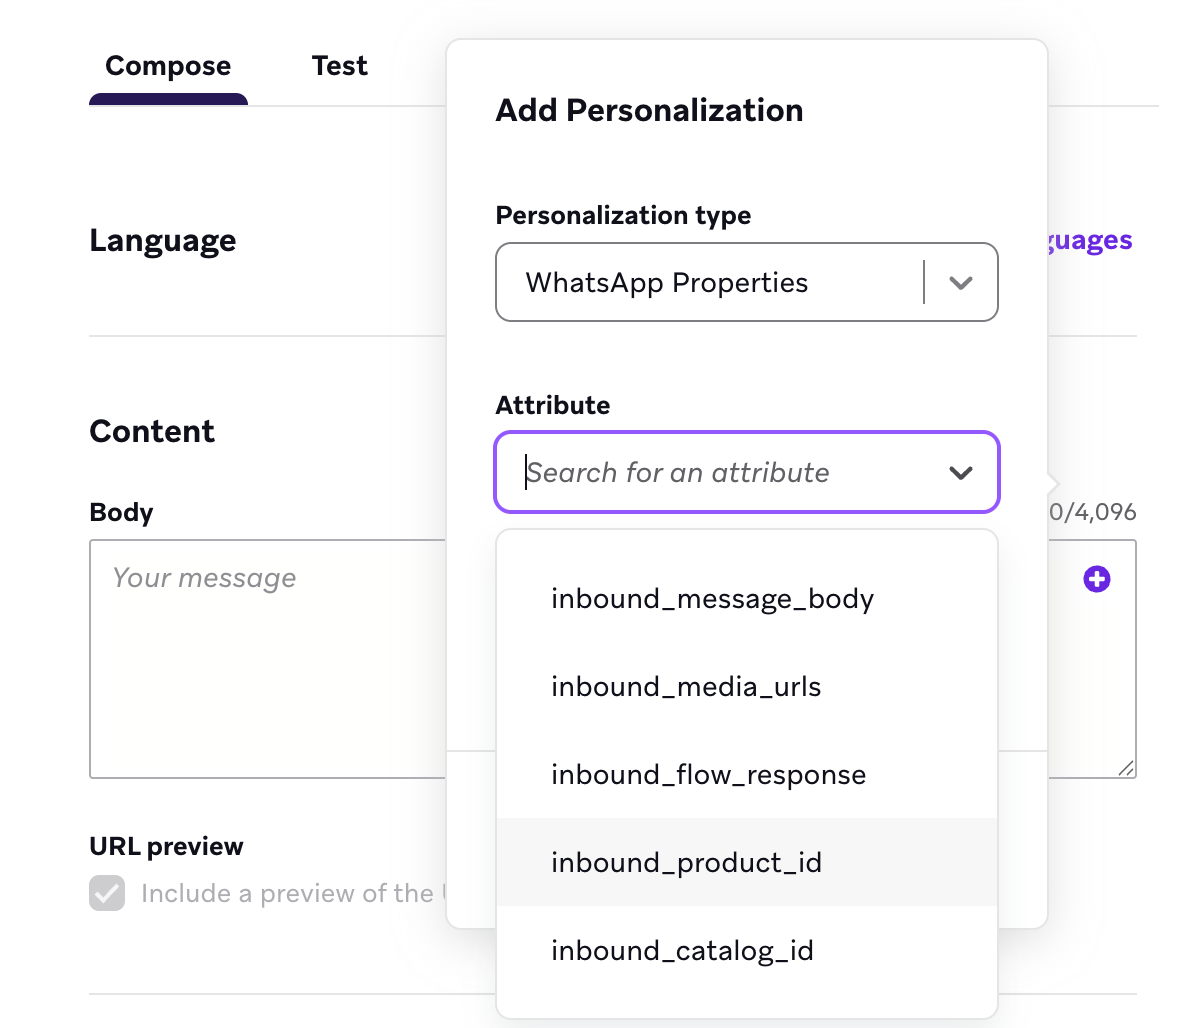 Compose
Test
Add Personalization
Personalization type
Language
guages
WhatsApp Properties
Attribute
Content
Search for an attribute
Body
0/4,096
Your message
inbound_message_body
inbound_media_urls
inbound_flow_response
URL preview
inbound_product_id
Include a preview of the
inbound_catalog_id